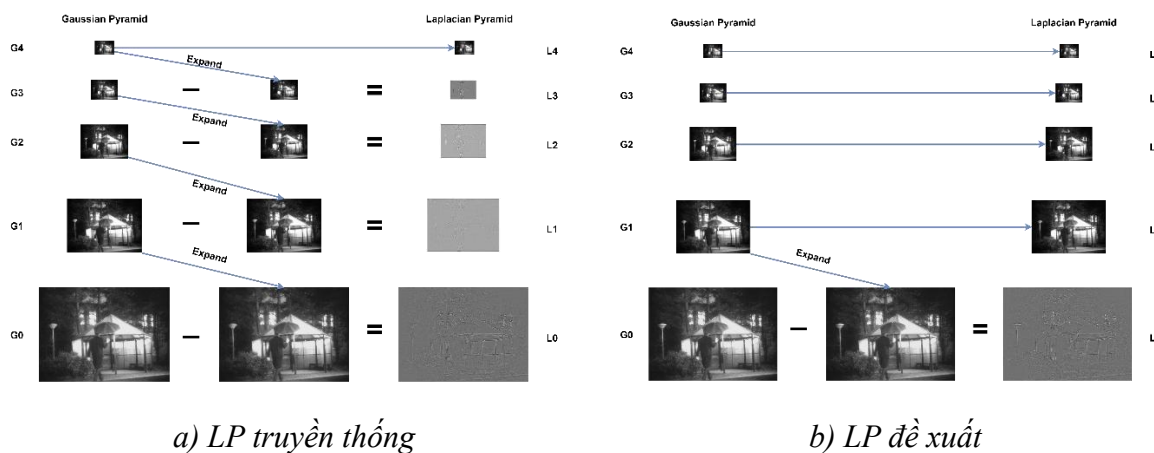 Gaussian Pyramid
Laplacian Pyramid
G4
Expand
L4
G3
Expand
L3
G2
Expand
L2
G1
Expand
L1
G0
L0
a) LP truyền thống
Gaussian Pyramid
Laplacian Pyramid
G4
L
G3
L
G2
L
G1
Expand
L
G0
L
b) LP đề xuất